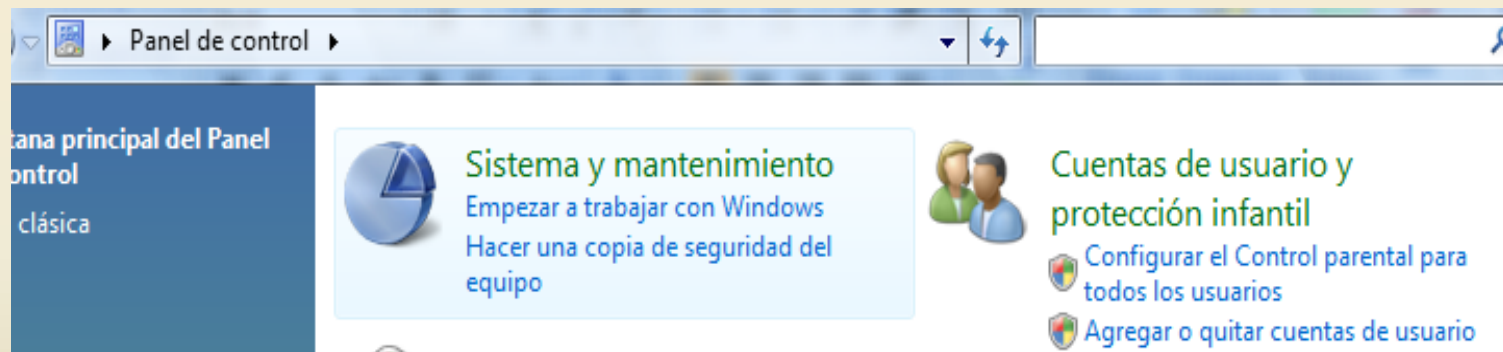 Panel de control
tana principal del Panel
ontrol
clásica
Sistema y mantenimiento
Empezar a trabajar con Windows
Hacer una copia de seguridad del
equipo
Cuentas de usuario y
protección infantil
Configurar el Control parental para
todos los usuarios
Agregar o quitar cuentas de usuario